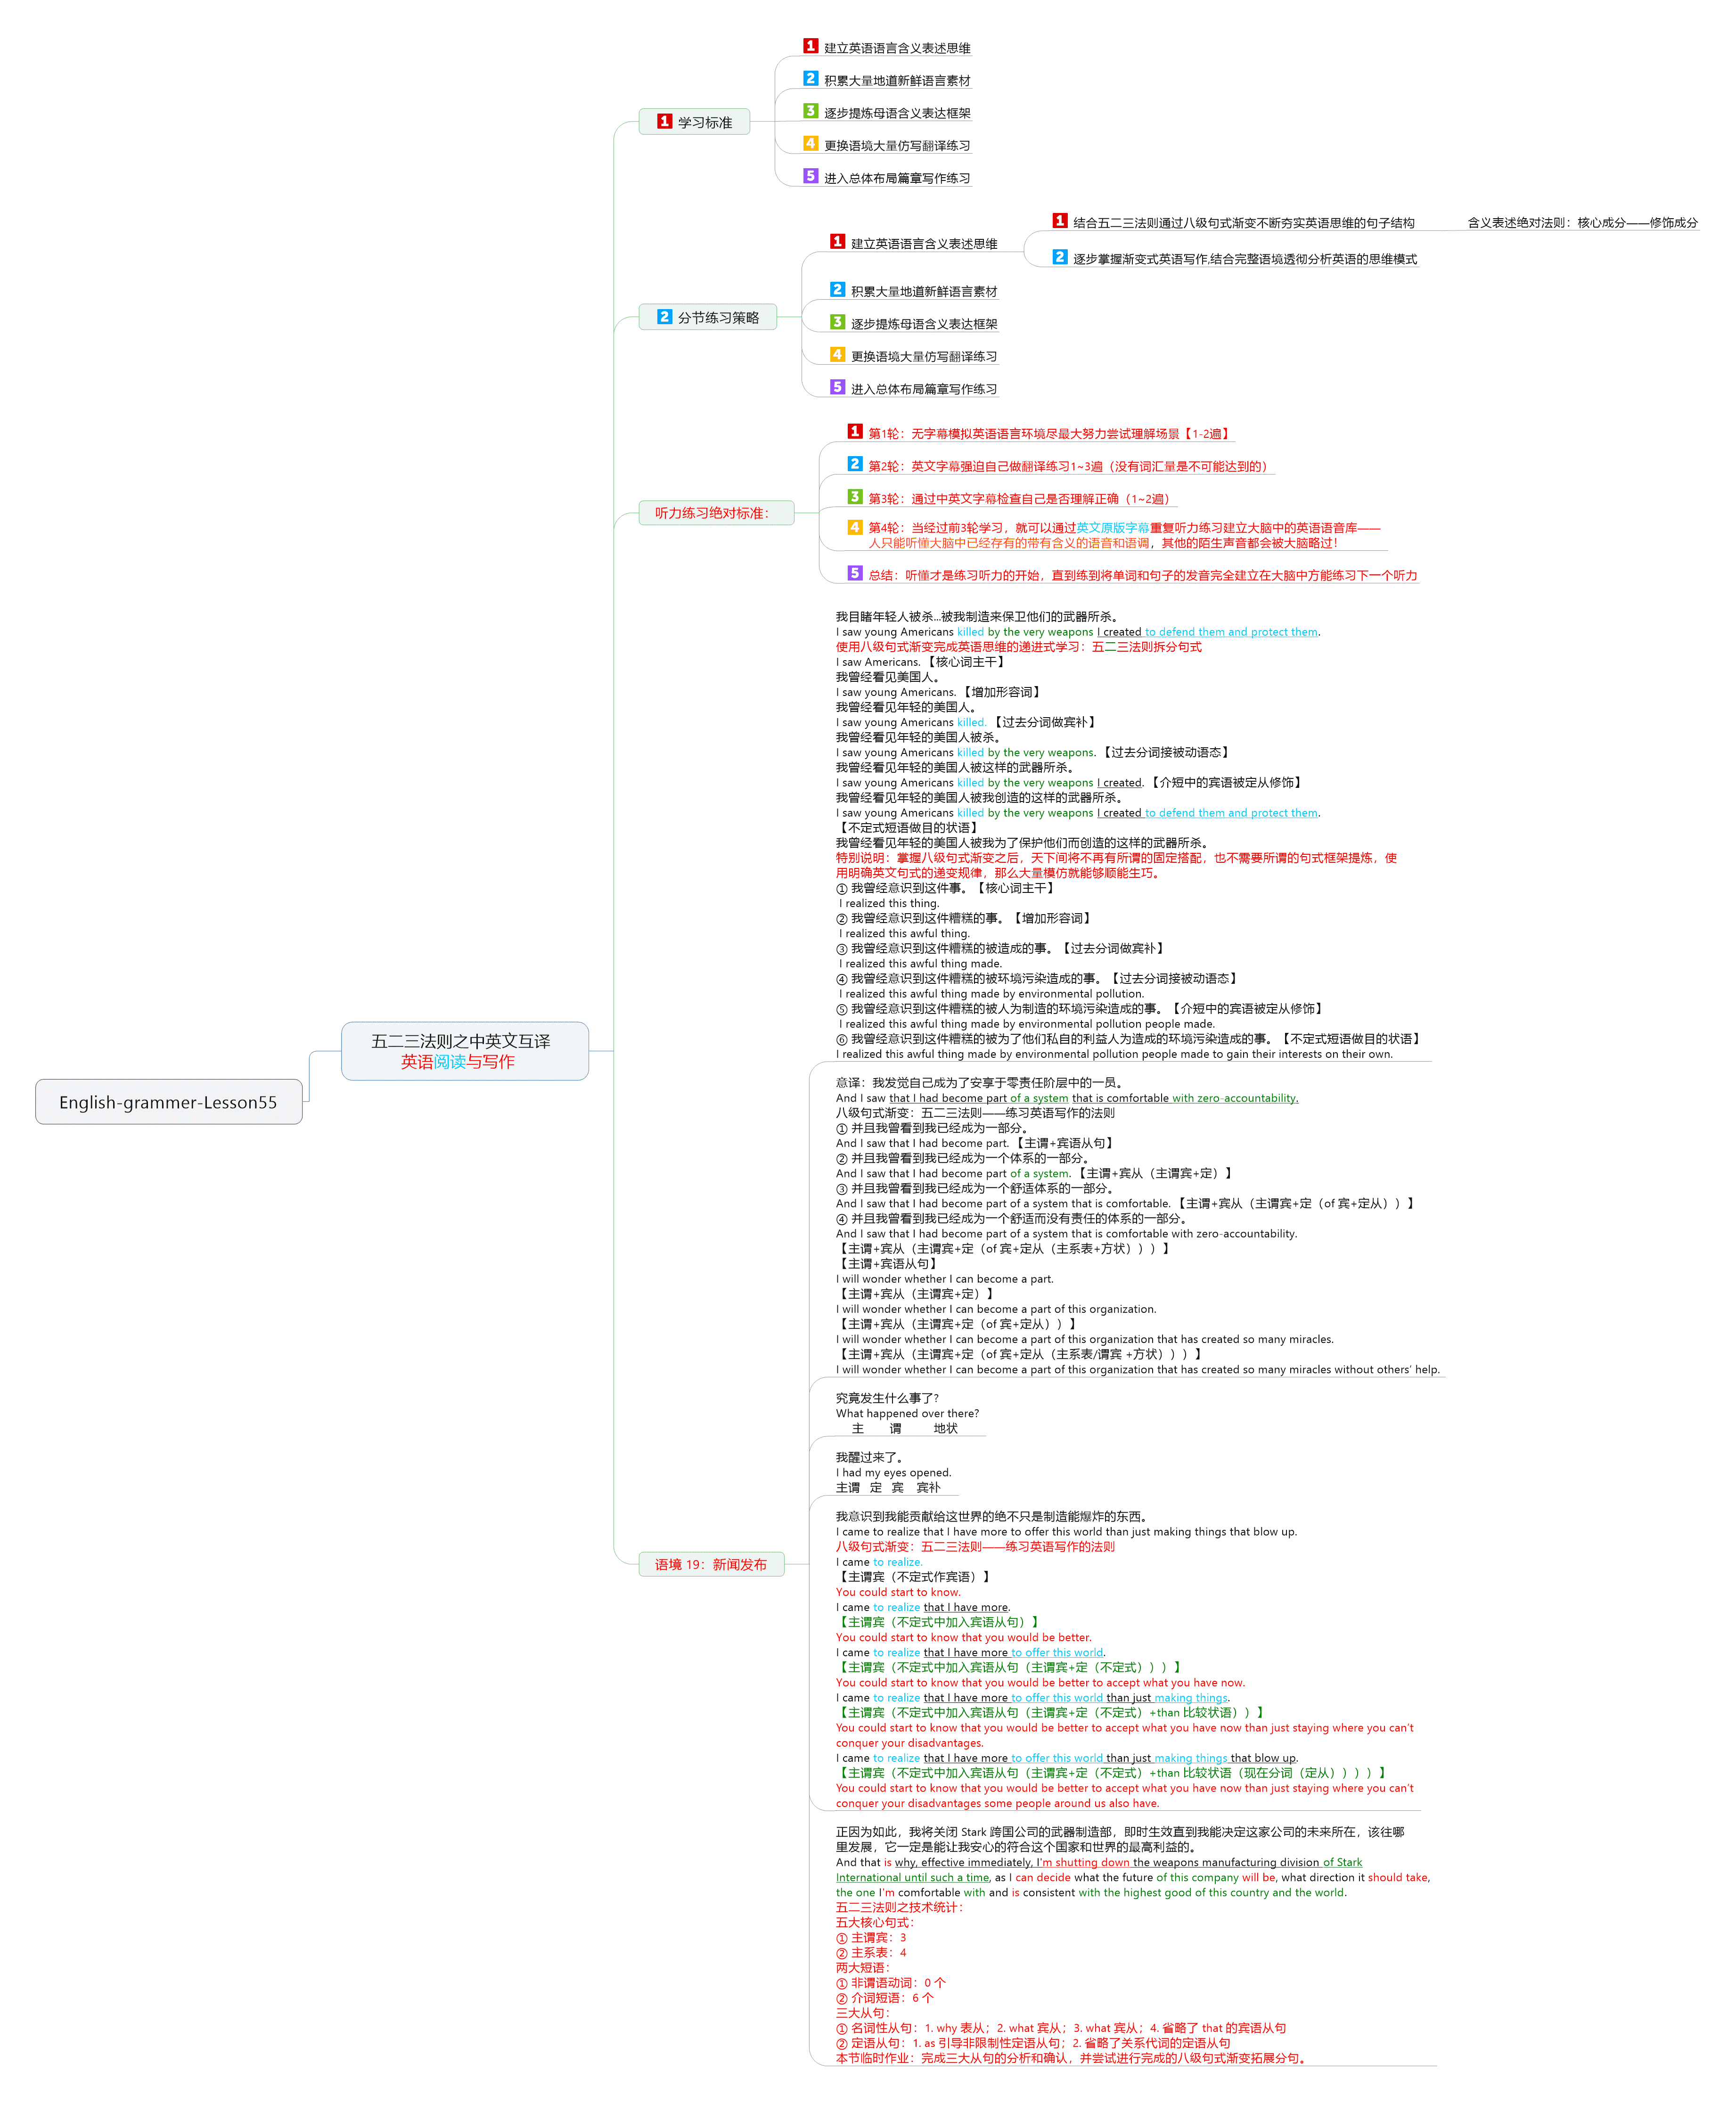 English-grammer-Lesson55
五二三法则之中英文互译
英语阅读与写作
1 学习标准
1 建立英语语言含义表述思维
2 积累大量地道新鲜语言素材
3 逐步提炼母语含义表达框架
4 更换语境大量仿写翻译练习
5 进入总体布局篇章写作练习
2 分节练习策略
1 建立英语语言含义表述思维
1 结合五二三法则通过八级句式渐变不断夯实英语思维的句子结构
含义表述绝对法则：核心成分——修饰成分
2 逐步掌握渐变式英语写作,结合完整语境透彻分析英语的思维模式
2 积累大量地道新鲜语言素材
3 逐步提炼母语含义表达框架
4 更换语境大量仿写翻译练习
5 进入总体布局篇章写作练习
听力练习绝对标准：
1 第1轮：无字幕模拟英语语言环境尽最大努力尝试理解场景【1-2遍】
2 第2轮：英文字幕强迫自己做翻译练习1~3遍（没有词汇量是不可能达到的）
3 第3轮：通过中英文字幕检查自己是否理解正确（1~2遍）
4 第4轮：当经过前3轮学习，就可以通过英文原版字幕重复听力练习建立大脑中的英语语音库——
人只能听懂大脑中已经存有的带有含义的语音和语调，其他的陌生声音都会被大脑略过！
5 总结：听懂才是练习听力的开始，直到练到将单词和句子的发音完全建立在大脑中方能练习下一个听力
语境 19：新闻发布
我目睹年轻人被杀...被我制造来保卫他们的武器所杀。
I saw young Americans killed by the very weapons I created to defend them and protect them.
使用八级句式渐变完成英语思维的递进式学习：五二三法则拆分句式
I saw Americans. 【核心词主干】
我曾经看见美国人。
I saw young Americans. 【增加形容词】
我曾经看见年轻的美国人。
I saw young Americans killed. 【过去分词做宾补】
我曾经看见年轻的美国人被杀。
I saw young Americans killed by the very weapons. 【过去分词接被动语态】
我曾经看见年轻的美国人被这样的武器所杀。
I saw young Americans killed by the very weapons I created. 【介短中的宾语被定从修饰】
我曾经看见年轻的美国人被我创造的这样的武器所杀。
I saw young Americans killed by the very weapons I created to defend them and protect them.
【不定式短语做目的状语】
我曾经看见年轻的美国人被我为了保护他们而创造的这样的武器所杀。
特别说明：掌握八级句式渐变之后，天下间将不再有所谓的固定搭配，也不需要所谓的句式框架提炼，使
用明确英文句式的递变规律，那么大量模仿就能够顺能生巧。
① 我曾经意识到这件事。【核心词主干】
I realized this thing.
② 我曾经意识到这件糟糕的事。【增加形容词】
I realized this awful thing.
③ 我曾经意识到这件糟糕的被造成的事。【过去分词做宾补】
I realized this awful thing made.
④ 我曾经意识到这件糟糕的被环境污染造成的事。【过去分词接被动语态】
I realized this awful thing made by environmental pollution.
⑤ 我曾经意识到这件糟糕的被人为制造的环境污染造成的事。【介短中的宾语被定从修饰】
I realized this awful thing made by environmental pollution people made.
⑥ 我曾经意识到这件糟糕的被为了他们私自的利益人为造成的环境污染造成的事。【不定式短语做目的状语】
I realized this awful thing made by environmental pollution people made to gain their interests on their own.
意译：我发觉自己成为了安享于零责任阶层中的一员。
And I saw that I had become part of a system that is comfortable with zero-accountability.
八级句式渐变：五二三法则——练习英语写作的法则
① 并且我曾看到我已经成为一部分。
And I saw that I had become part. 【主谓+宾语从句】
② 并且我曾看到我已经成为一个体系的一部分。
And I saw that I had become part of a system. 【主谓+宾从（主谓宾+定）】
③ 并且我曾看到我已经成为一个舒适体系的一部分。
And I saw that I had become part of a system that is comfortable. 【主谓+宾从（主谓宾+定（of 宾+定从））】
④ 并且我曾看到我已经成为一个舒适而没有责任的体系的一部分。
And I saw that I had become part of a system that is comfortable with zero-accountability.
【主谓+宾从（主谓宾+定（of 宾+定从（主系表+方状）））】
【主谓+宾语从句】
I will wonder whether I can become a part.
【主谓+宾从（主谓宾+定）】
I will wonder whether I can become a part of this organization.
【主谓+宾从（主谓宾+定（of 宾+定从））】
I will wonder whether I can become a part of this organization that has created so many miracles.
【主谓+宾从（主谓宾+定（of 宾+定从（主系表/谓宾 +方状）））】
I will wonder whether I can become a part of this organization that has created so many miracles without others' help.
究竟发生什么事了?
What happened over there?
主 谓 地状
我醒过来了。
I had my eyes opened.
主谓 定 宾 宾补
我意识到我能贡献给这世界的绝不只是制造能爆炸的东西。
I came to realize that I have more to offer this world than just making things that blow up.
八级句式渐变：五二三法则——练习英语写作的法则
I came to realize.
【主谓宾（不定式作宾语）】
You could start to know.
I came to realize that I have more.
【主谓宾（不定式中加入宾语从句）】
You could start to know that you would be better.
I came to realize that I have more to offer this world.
【主谓宾（不定式中加入宾语从句（主谓宾+定（不定式）））】
You could start to know that you would be better to accept what you have now.
I came to realize that I have more to offer this world than just making things.
【主谓宾（不定式中加入宾语从句（主谓宾+定（不定式）+than 比较状语））】
You could start to know that you would be better to accept what you have now than just staying where you can't
conquer your disadvantages.
I came to realize that I have more to offer this world than just making things that blow up.
【主谓宾（不定式中加入宾语从句（主谓宾+定（不定式）+than 比较状语（现在分词（定从））））】
You could start to know that you would be better to accept what you have now than just staying where you can't
conquer your disadvantages some people around us also have.
正因为如此，我将关闭 Stark 跨国公司的武器制造部，即时生效直到我能决定这家公司的未来所在，该往哪
里发展，它一定是能让我安心的符合这个国家和世界的最高利益的。
And that is why, effective immediately, I'm shutting down the weapons manufacturing division of Stark
International until such a time, as I can decide what the future of this company will be, what direction it should take,
the one I'm comfortable with and is consistent with the highest good of this country and the world.
五二三法则之技术统计：
五大核心句式：
① 主谓宾：3
② 主系表：4
两大短语：
① 非谓语动词：0 个
② 介词短语：6 个
三大从句：
① 名词性从句：1. why 表从；2. what 宾从；3. what 宾从；4. 省略了 that 的宾语从句
② 定语从句：1. as 引导非限制性定语从句；2. 省略了关系代词的定语从句
本节临时作业：完成三大从句的分析和确认，并尝试进行完成的八级句式渐变拓展分句。